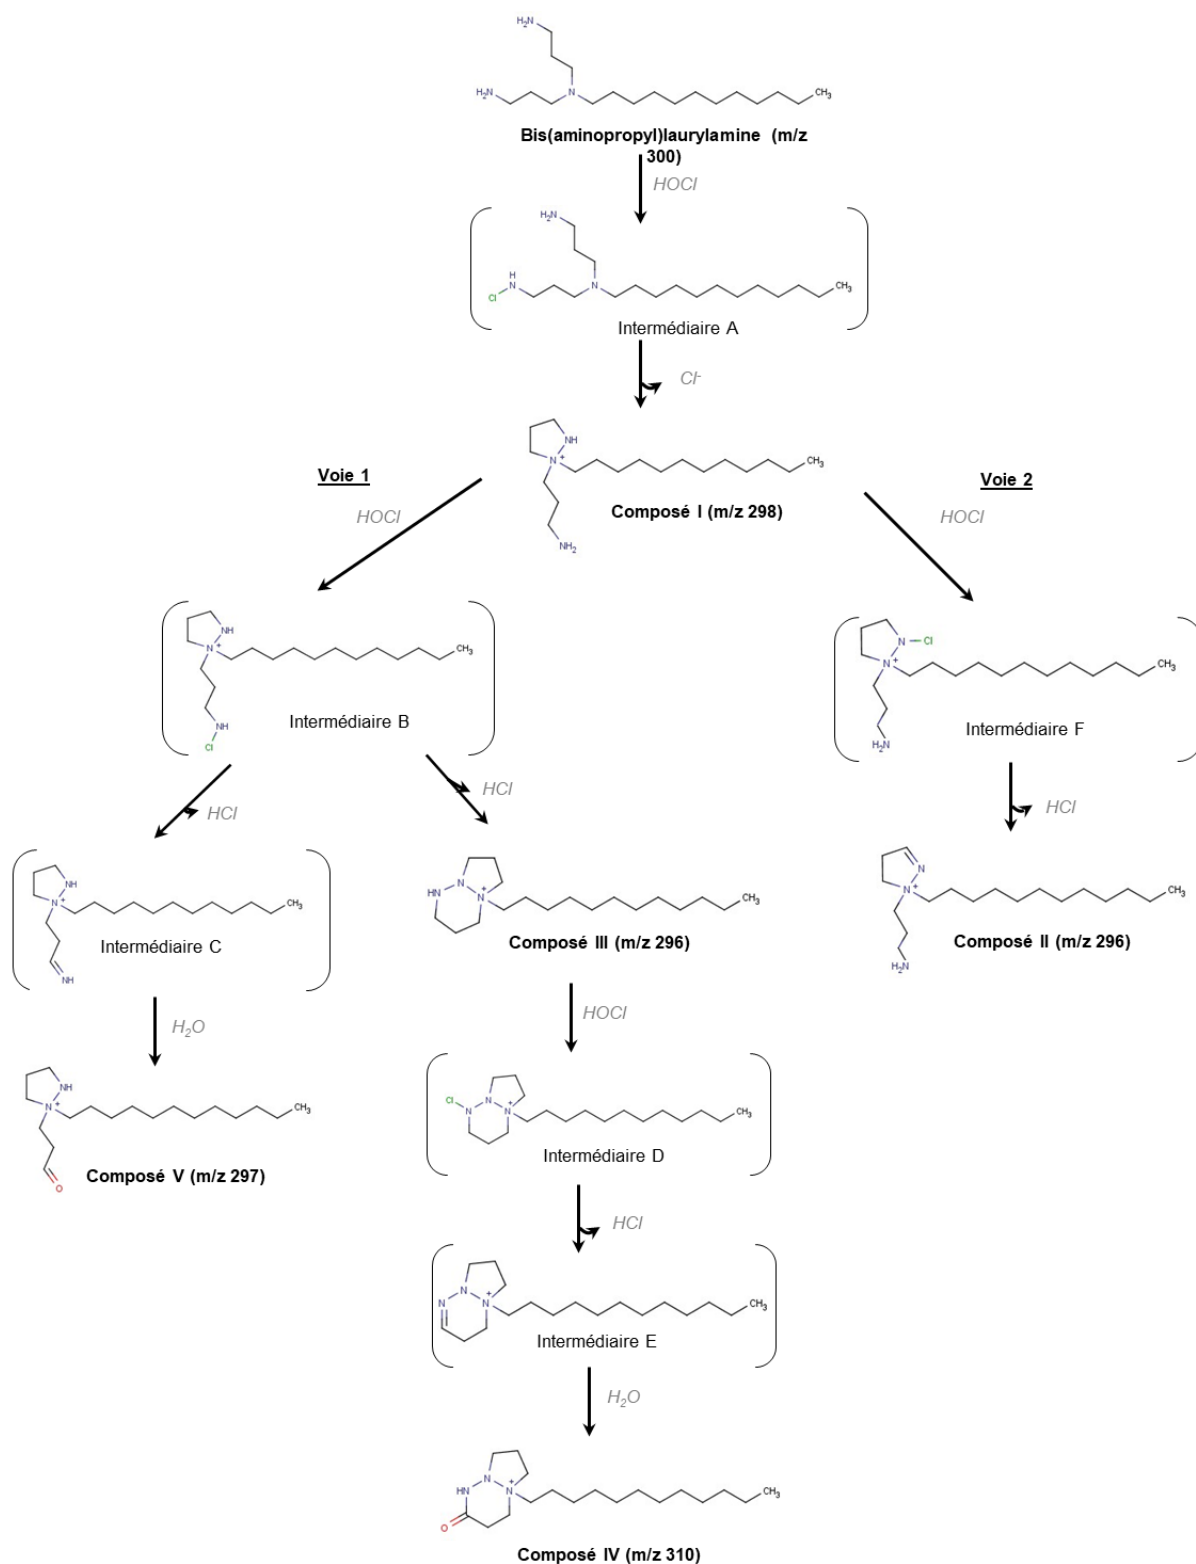 H₂N
H₂N
N
CH₃
Bis(aminopropyl)laurylamine (m/z
300)
HOCl
H₂N
H
N
Cl
N
CH₃
Intermédiaire A
Cl⁻
NH
N⁺
CH₃
Voie 1
Voie 2
HOCl
Composé I (m/z 298)
HOCl
NH₂
NH
N⁺
CH₃
NH
Cl
Intermédiaire B
N
Cl
N⁺
CH₃
H₂N
Intermédiaire F
HCl
HCl
HCl
NH
N⁺
CH₃
NH
Intermédiaire C
HN
N
N⁺
CH₃
Composé III (m/z 296)
N
N⁺
CH₃
H₂N
Composé II (m/z 296)
H₂O
HOCl
NH
N⁺
CH₃
O
Composé V (m/z 297)
Cl
N
N
N⁺
CH₃
Intermédiaire D
HCl
N
N
N⁺
CH₃
Intermédiaire E
H₂O
HN
N
N⁺
CH₃
O
Composé IV (m/z 310)